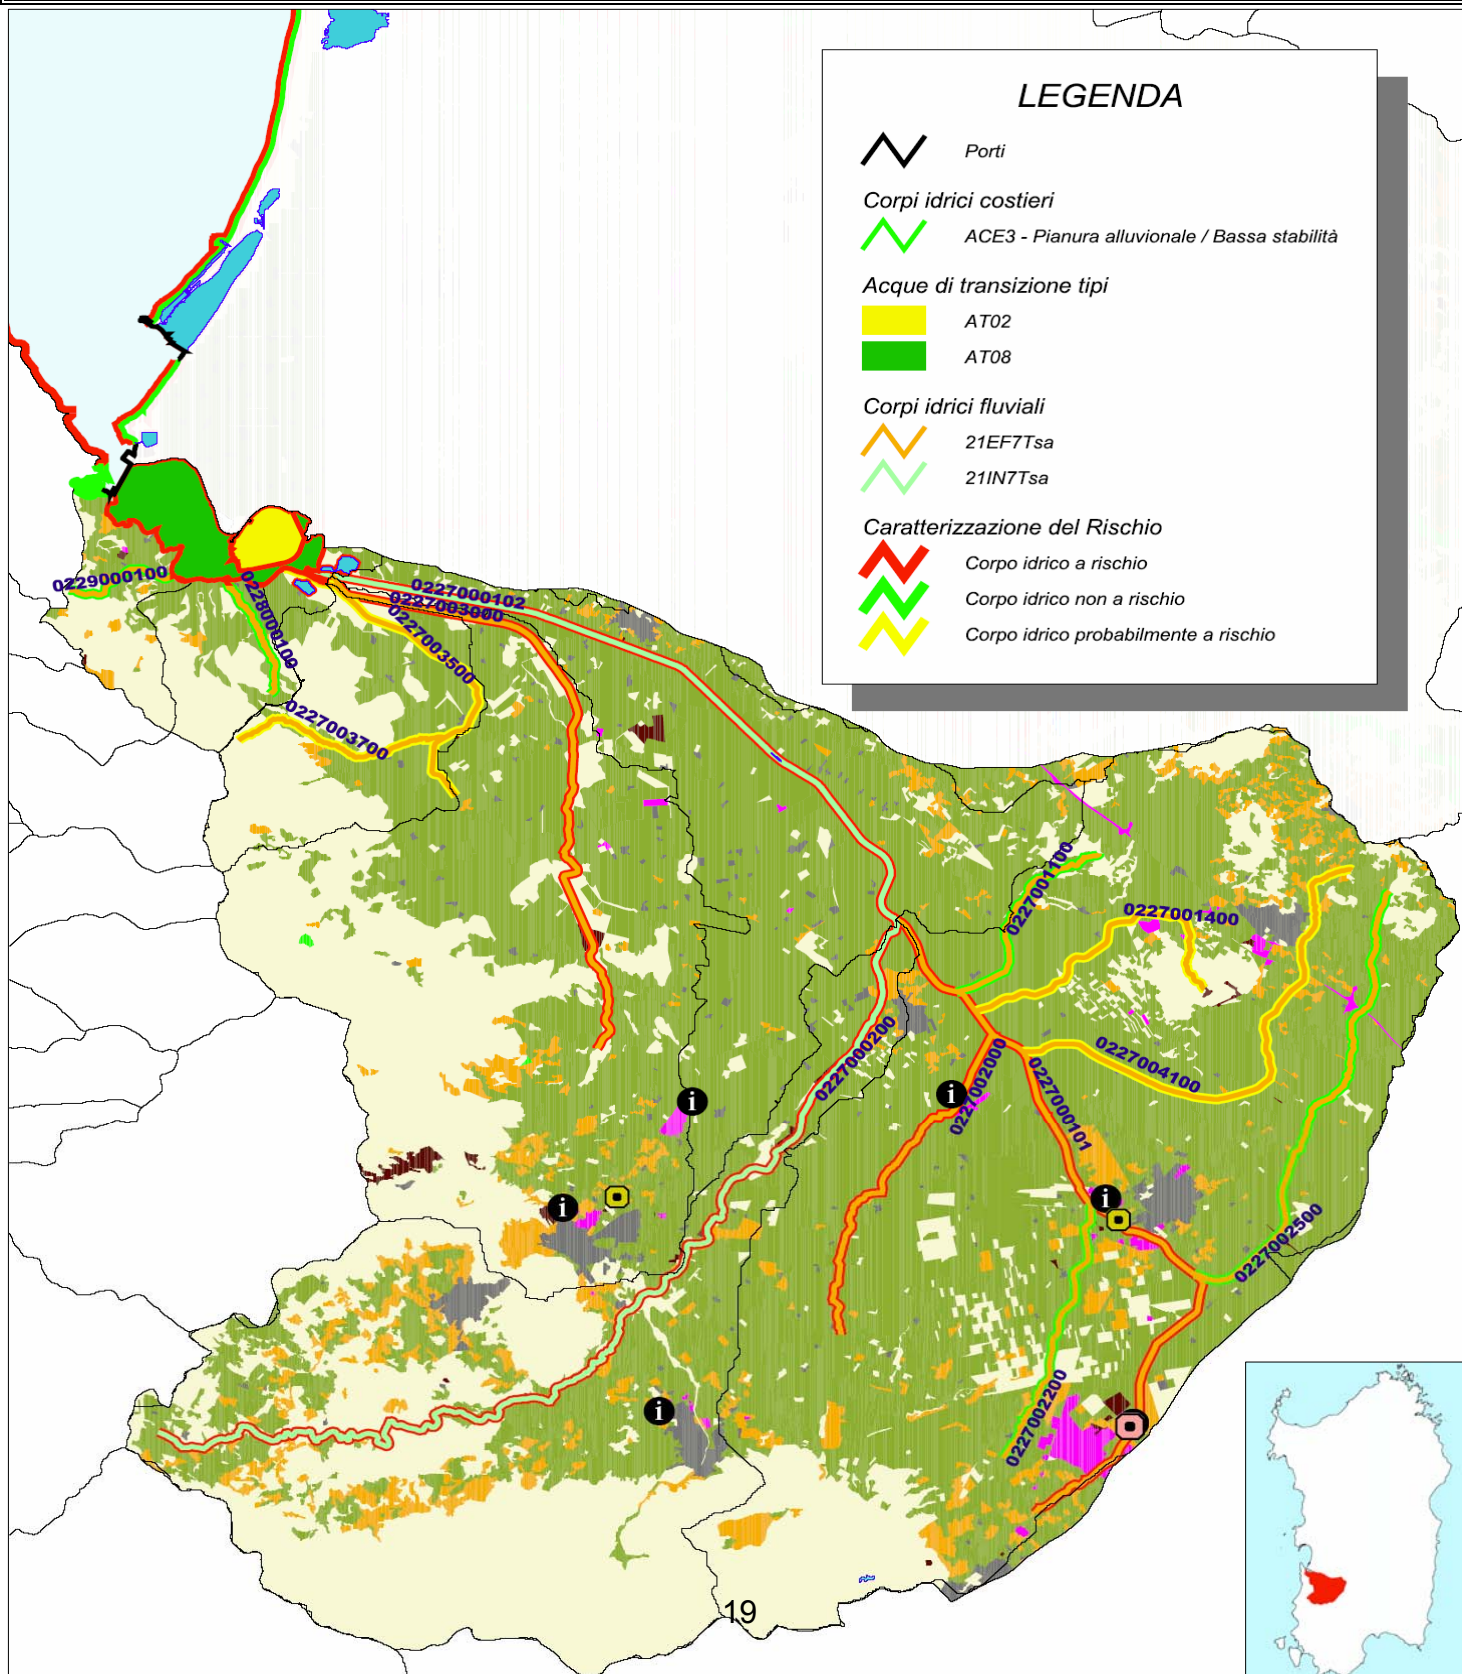 LEGENDA
Porti
Corpi idrici costieri
ACE3 - Pianura alluvionale / Bassa stabilità
Acque di transizione tipi
AT02
AT08
Corpi idrici fluviali
21EF7Tsa
21IN7Tsa
Caratterizzazione del Rischio
Corpo idrico a rischio
Corpo idrico non a rischio
Corpo idrico probabilmente a rischio
0229000100
0228000100
0227000102
0227003000
0227003500
0227003700
0227001100
0227001400
0227000200
0227002000
0227000101
0227004100
i
i
i
i
i
0227002500
0227002200
19